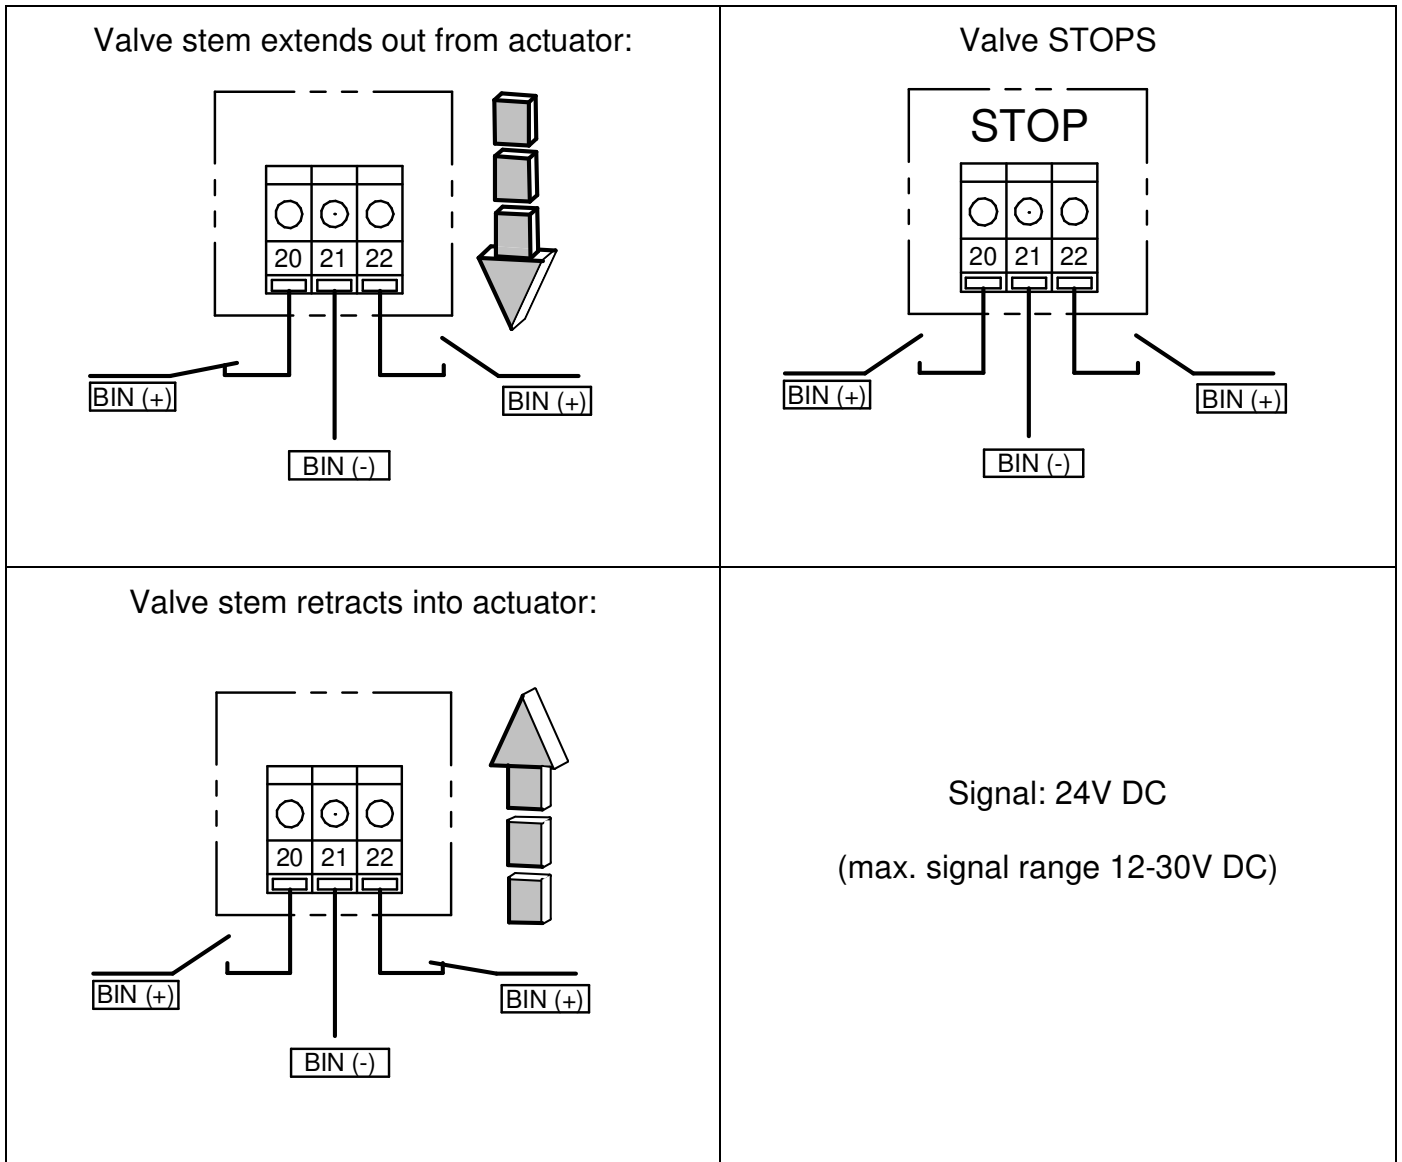 Valve stem extends out from actuator:
20 21 22
BIN (+)
BIN (+)
BIN (-)
Valve STOPS
STOP
20 21 22
BIN (+)
BIN (+)
BIN (-)
Valve stem retracts into actuator:
20 21 22
BIN (+)
BIN (+)
BIN (-)
Signal: 24V DC
(max. signal range 12-30V DC)